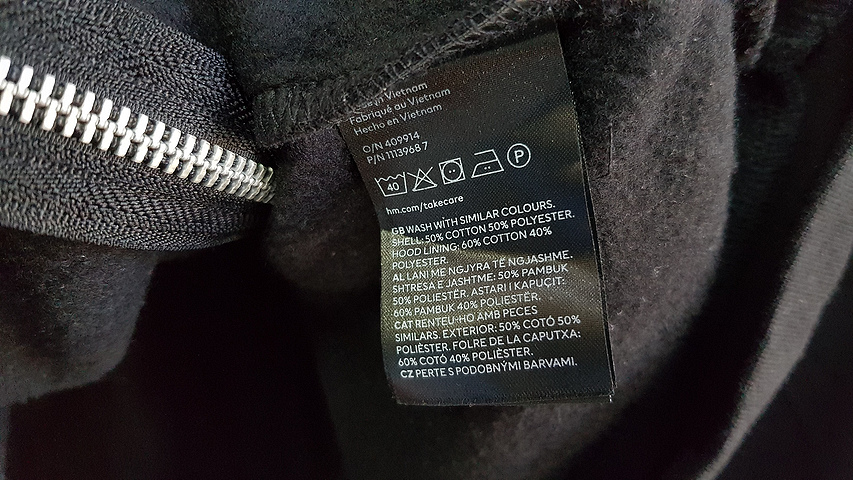 in Vietnam
Fabriqué au Vietnam
Hecho en Vietnam
O/N 409914
P/N 1139687
40 P
hm.com/takecare
GB WASH WITH SIMILAR COLOURS.
SHELL: 50% COTTON 50% POLYESTER.
HOOD LINING: 60% COTTON 40%
POLYESTER.
AL LANI ME NGJYRA TË NGJASHME.
SHTRESA E JASHTME: 50% PAMBUK
50% POLIESTËR. ASTARI I KAPUÇIT:
60% PAMBUK 40% POLIESTËR.
CAT RENTEU-HO AMB PECES
SIMILARS. EXTERIOR: 50% COTÓ 50%
POLIÈSTER. FOLRE DE LA CAPUTXA:
60% COTÓ 40% POLIÈSTER.
CZ PERTE S PODOBNÝMI BARVAMI.